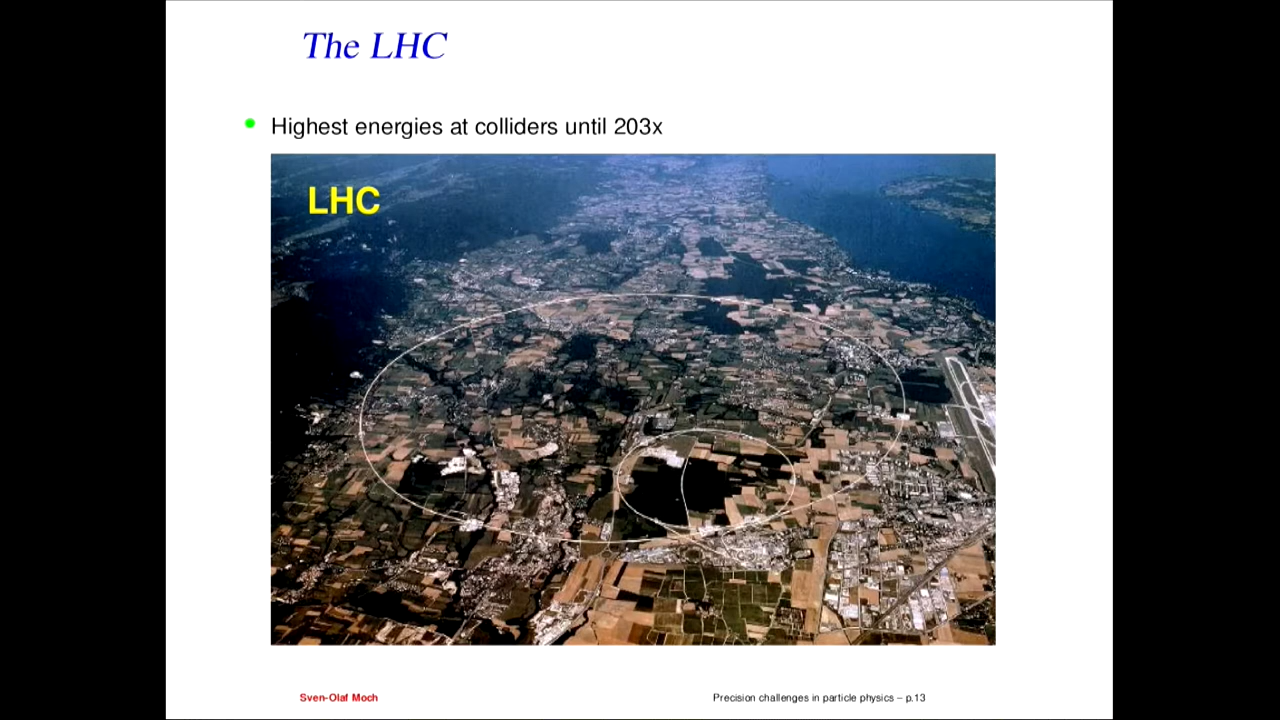 The LHC
Highest energies at colliders until 203x
LHC
Sven-Olaf Moch
Precision challenges in particle physics – p.13